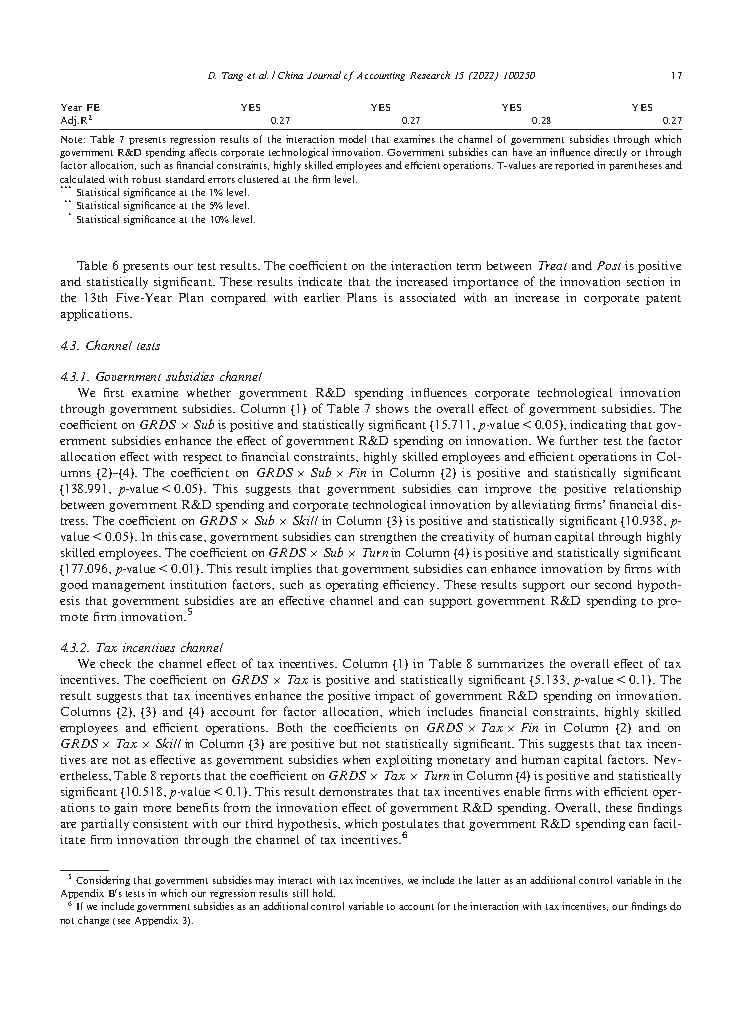 D. Tang et al. / China Journal of Accounting Research 15 (2022) 100250 17
Year FE YES YES YES YES
Adj.R2 0.27 0.27 0.28 0.27
Note: Table 7 presents regression results of the interaction model that examines the channel of government subsidies through which
government R&D spending affects corporate technological innovation. Government subsidies can have an influence directly or through
factor allocation, such as financial constraints, highly skilled employees and efficient operations. T-values are reported in parentheses and
calculated with robust standard errors clustered at the firm level.
*** Statistical significance at the 1% level.
** Statistical significance at the 5% level.
* Statistical significance at the 10% level.
Table 6 presents our test results. The coefficient on the interaction term between Treat and Post is positive
and statistically significant. These results indicate that the increased importance of the innovation section in
the 13th Five-Year Plan compared with earlier Plans is associated with an increase in corporate patent
applications.
4.3. Channel tests
4.3.1. Government subsidies channel
We first examine whether government R&D spending influences corporate technological innovation
through government subsidies. Column (1) of Table 7 shows the overall effect of government subsidies. The
coefficient on GRDS × Sub is positive and statistically significant (15.711, p-value < 0.05), indicating that gov-
ernment subsidies enhance the effect of government R&D spending on innovation. We further test the factor
allocation effect with respect to financial constraints, highly skilled employees and efficient operations in Col-
umns (2)–(4). The coefficient on GRDS × Sub × Fin in Column (2) is positive and statistically significant
(138.991, p-value < 0.05). This suggests that government subsidies can improve the positive relationship
between government R&D spending and corporate technological innovation by alleviating firms' financial dis-
tress. The coefficient on GRDS × Sub × Skill in Column (3) is positive and statistically significant (10.938, p-
value < 0.05). In this case, government subsidies can strengthen the creativity of human capital through highly
skilled employees. The coefficient on GRDS × Sub × Turn in Column (4) is positive and statistically significant
(177.096, p-value < 0.01). This result implies that government subsidies can enhance innovation by firms with
good management institution factors, such as operating efficiency. These results support our second hypoth-
esis that government subsidies are an effective channel and can support government R&D spending to pro-
mote firm innovation.5
4.3.2. Tax incentives channel
We check the channel effect of tax incentives. Column (1) in Table 8 summarizes the overall effect of tax
incentives. The coefficient on GRDS × Tax is positive and statistically significant (5.133, p-value < 0.1). The
result suggests that tax incentives enhance the positive impact of government R&D spending on innovation.
Columns (2), (3) and (4) account for factor allocation, which includes financial constraints, highly skilled
employees and efficient operations. Both the coefficients on GRDS × Tax × Fin in Column (2) and on
GRDS × Tax × Skill in Column (3) are positive but not statistically significant. This suggests that tax incen-
tives are not as effective as government subsidies when exploiting monetary and human capital factors. Nev-
ertheless, Table 8 reports that the coefficient on GRDS × Tax × Turn in Column (4) is positive and statistically
significant (10.518, p-value < 0.1). This result demonstrates that tax incentives enable firms with efficient oper-
ations to gain more benefits from the innovation effect of government R&D spending. Overall, these findings
are partially consistent with our third hypothesis, which postulates that government R&D spending can facil-
itate firm innovation through the channel of tax incentives.6
5 Considering that government subsidies may interact with tax incentives, we include the latter as an additional control variable in the
Appendix B's tests in which our regression results still hold.
6 If we include government subsidies as an additional control variable to account for the interaction with tax incentives, our findings do
not change (see Appendix 3).